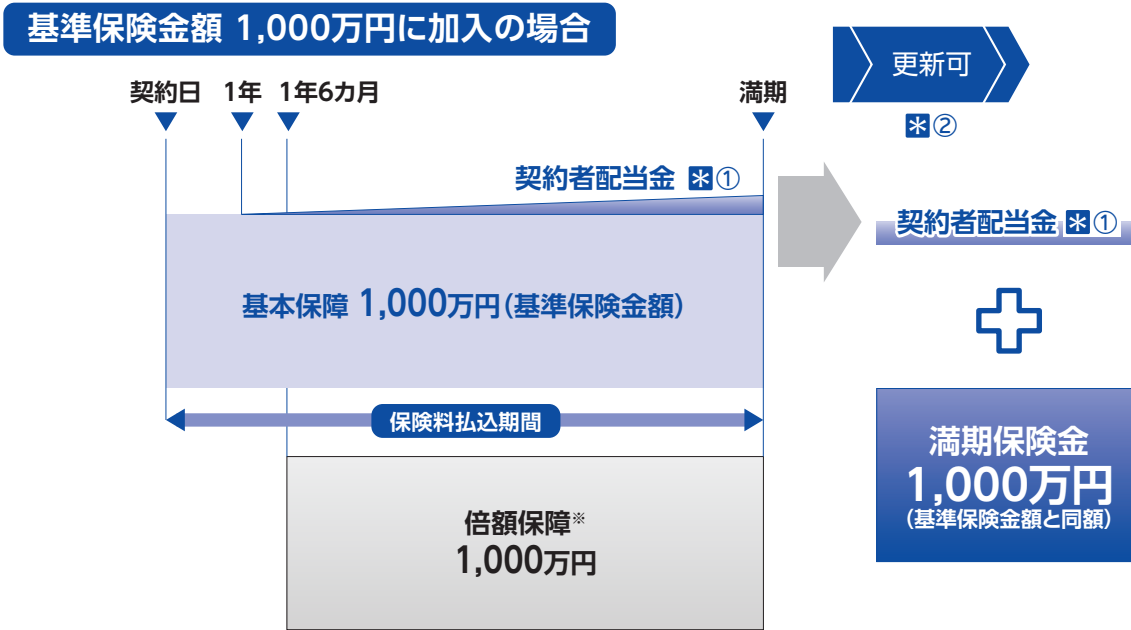 基準保険金額 1,000万円に加入の場合
更新可
*②
契約日 1年 1年6カ月 満期
契約者配当金 *①
契約者配当金 *①
基本保障 1,000万円(基準保険金額)
保険料払込期間
満期保険金
1,000万円
(基準保険金額と同額)
倍額保障※
1,000万円